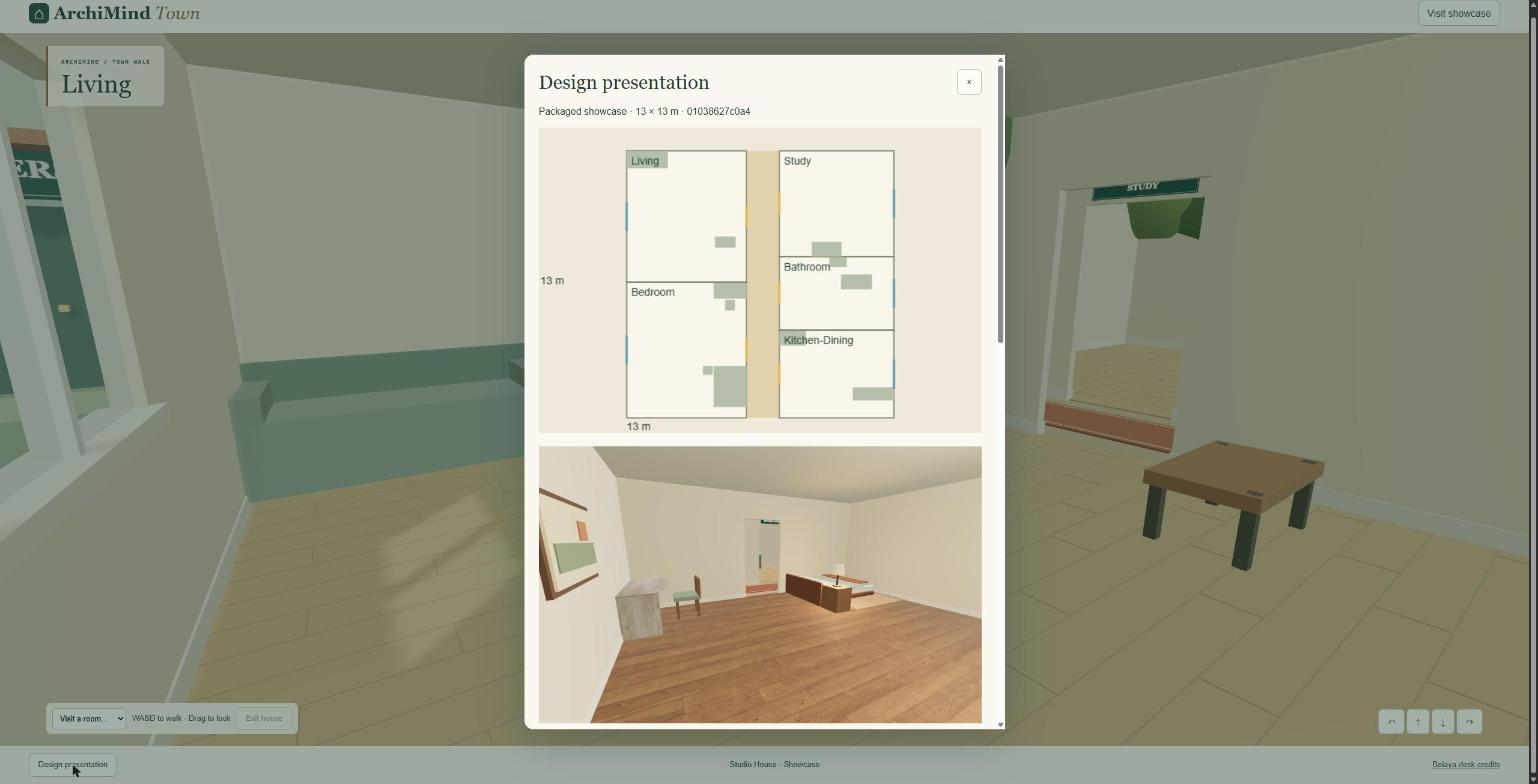 ArchiMind Town
Visit showcase
ARCHIMIND / TOWN WALK
Living
Design presentation
×
Packaged showcase · 13 × 13 m · 01038627c0a4
Living
Study
Bathroom
13 m
Bedroom
Kitchen-Dining
13 m
STUDY
Visit a room...
WASD to walk · Drag to look
Exit house
Design presentation
Studio House · Showcase
Belaya desk credits